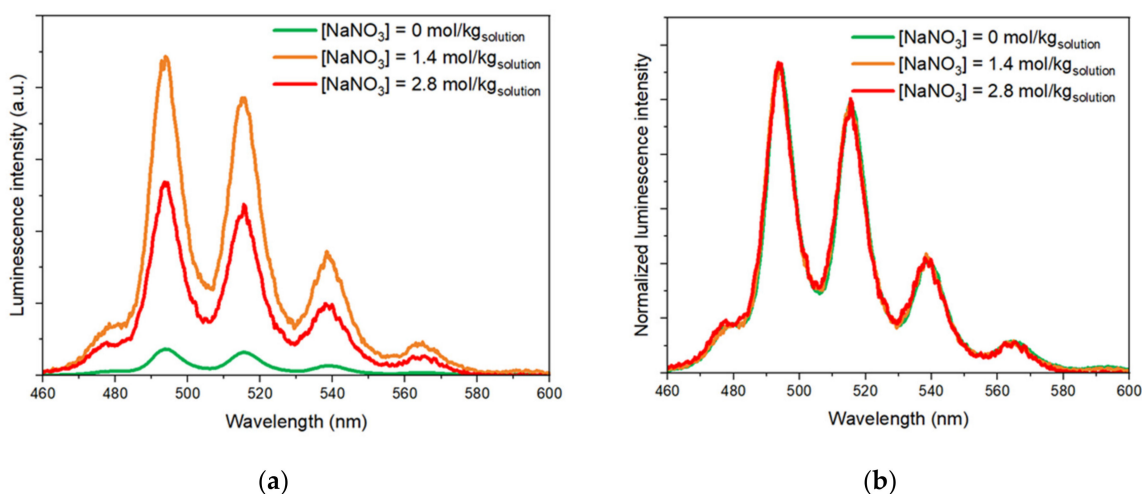 [NaNO₃] = 0 mol/kgsolution
[NaNO₃] = 1.4 mol/kgsolution
[NaNO₃] = 2.8 mol/kgsolution
Luminescence intensity (a.u.)
460 480 500 520 540 560 580 600
Wavelength (nm)
(a)
[NaNO₃] = 0 mol/kgsolution
[NaNO₃] = 1.4 mol/kgsolution
[NaNO₃] = 2.8 mol/kgsolution
Normalized luminescence intensity
460 480 500 520 540 560 580 600
Wavelength (nm)
(b)